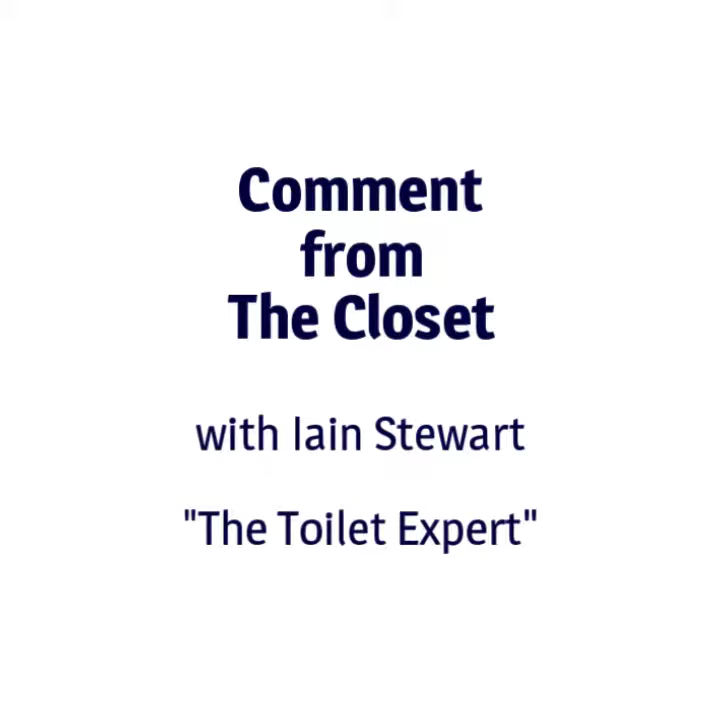 Comment
from
The Closet
with Iain Stewart
"The Toilet Expert"